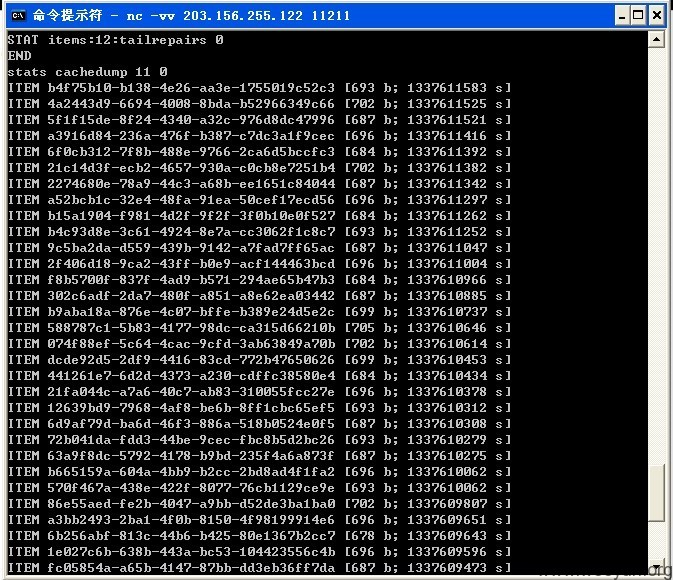 命令提示符 - nc -vv 203.156.255.122 11211
STAT items:12:tailrepairs 0
END
stats cachedump 11 0
ITEM b4f75b10-b138-4e26-aa3e-1755019c52c3 [693 b; 1337611583 s]
ITEM 4a2443d9-6694-4008-8bda-b52966349c66 [702 b; 1337611525 s]
ITEM 5f1f15de-8f24-4340-a32c-976d8dc47996 [687 b; 1337611521 s]
ITEM a3916d84-236a-476f-b387-c7dc3a1f9cec [696 b; 1337611416 s]
ITEM 6f0cb312-7f8b-488e-9766-2ca6d5bccfc3 [684 b; 1337611392 s]
ITEM 21c14d3f-ecb2-4657-930a-c0cb8e7251b4 [702 b; 1337611382 s]
ITEM 2274680e-78a9-44c3-a68b-ee1651c84044 [687 b; 1337611342 s]
ITEM a52bcb1c-32e4-48fa-91ea-50cef17ecd56 [696 b; 1337611297 s]
ITEM b15a1904-f981-4d2f-9f2f-3f0b10e0f527 [684 b; 1337611262 s]
ITEM b4c93d8e-3c61-4924-8e7a-cc3062f1c8c7 [693 b; 1337611252 s]
ITEM 9c5ba2da-d559-439b-9142-a7fad7ff65ac [687 b; 1337611047 s]
ITEM 2f406d18-9ca2-43ff-b0e9-acf144463bcd [696 b; 1337611004 s]
ITEM f8b5700f-837f-4ad9-b571-294ae65b47b3 [684 b; 1337610966 s]
ITEM 302c6adf-2da7-480f-a851-a8e62ea03442 [687 b; 1337610885 s]
ITEM b9aba18a-876e-4c07-bffe-b389e24d5e2c [699 b; 1337610737 s]
ITEM 588787c1-5b83-4177-98dc-ca315d66210b [705 b; 1337610646 s]
ITEM 074f88ef-5c64-4cac-9cfd-3ab63849a70b [702 b; 1337610614 s]
ITEM dcde92d5-2df9-4416-83cd-772b47650626 [699 b; 1337610453 s]
ITEM 441261e7-6d2d-4373-a230-cdffc38580e4 [684 b; 1337610434 s]
ITEM 21fa044c-a7a6-40c7-ab83-310055fcc27e [696 b; 1337610378 s]
ITEM 12639bd9-7968-4af8-be6b-8ff1cbc65ef5 [693 b; 1337610312 s]
ITEM 6d9af79d-ba6d-46f3-886a-518b0524e0f5 [687 b; 1337610308 s]
ITEM 72b041da-fdd3-44be-9cec-fbc8b5d2bc26 [693 b; 1337610279 s]
ITEM 63a9f8dc-5792-4178-b9bd-235f4a6a873f [687 b; 1337610275 s]
ITEM b665159a-604a-4bb9-b2cc-2bd8ad4f1fa2 [696 b; 1337610062 s]
ITEM 570f467a-438e-422f-8077-76cb1129ce9e [693 b; 1337610062 s]
ITEM 86e55aed-fe2b-4047-a9bb-d52de3ba1ba0 [702 b; 1337609807 s]
ITEM a3bb2493-2ba1-4f0b-8150-4f98199914e6 [696 b; 1337609651 s]
ITEM 6b256abf-813c-44b6-b425-80e1367b2cc7 [678 b; 1337609643 s]
ITEM 1e027c6b-638b-443a-bc53-104423556c4b [696 b; 1337609596 s]
ITEM fc05854a-a65b-4147-87bb-dd3eb36ff7da [687 b; 1337609473 s]